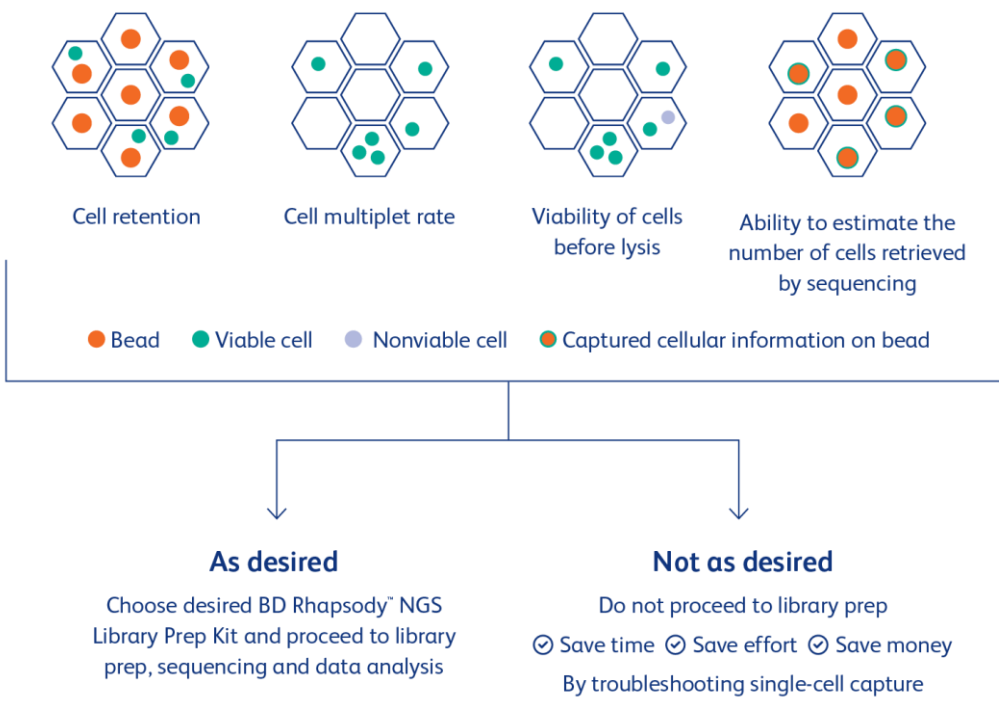 Cell retention
Cell multiplet rate
Viability of cells
before lysis
Ability to estimate the
number of cells retrieved
by sequencing
Bead
Viable cell
Nonviable cell
Captured cellular information on bead
As desired
Choose desired BD Rhapsody™ NGS
Library Prep Kit and proceed to library
prep, sequencing and data analysis
Not as desired
Do not proceed to library prep
Save time Save effort Save money
By troubleshooting single-cell capture